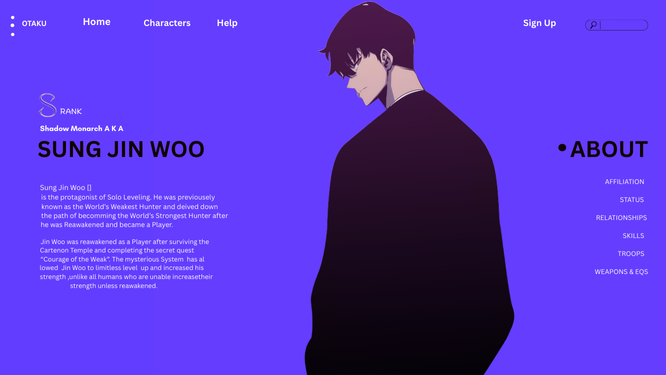 OTAKU
Home
Characters
Help
Sign Up
S RANK
Shadow Monarch A K A
SUNG JIN WOO
Sung Jin Woo []
is the protagonist of Solo Leveling. He was previously
known as the World's Weakest Hunter and deived down
the path of becomming the World's Strongest Hunter after
he was Reawakened and became a Player.
Jin Woo was reawakened as a Player after surviving the
Cartenon Temple and completing the secret quest
"Courage of the Weak". The mysterious System has al
lowed Jin Woo to limitless level up and increased his
strength ,unlike all humans who are unable increasetheir
strength unless reawakened.
•ABOUT
AFFILIATION
STATUS
RELATIONSHIPS
SKILLS
TROOPS
WEAPONS & EQS